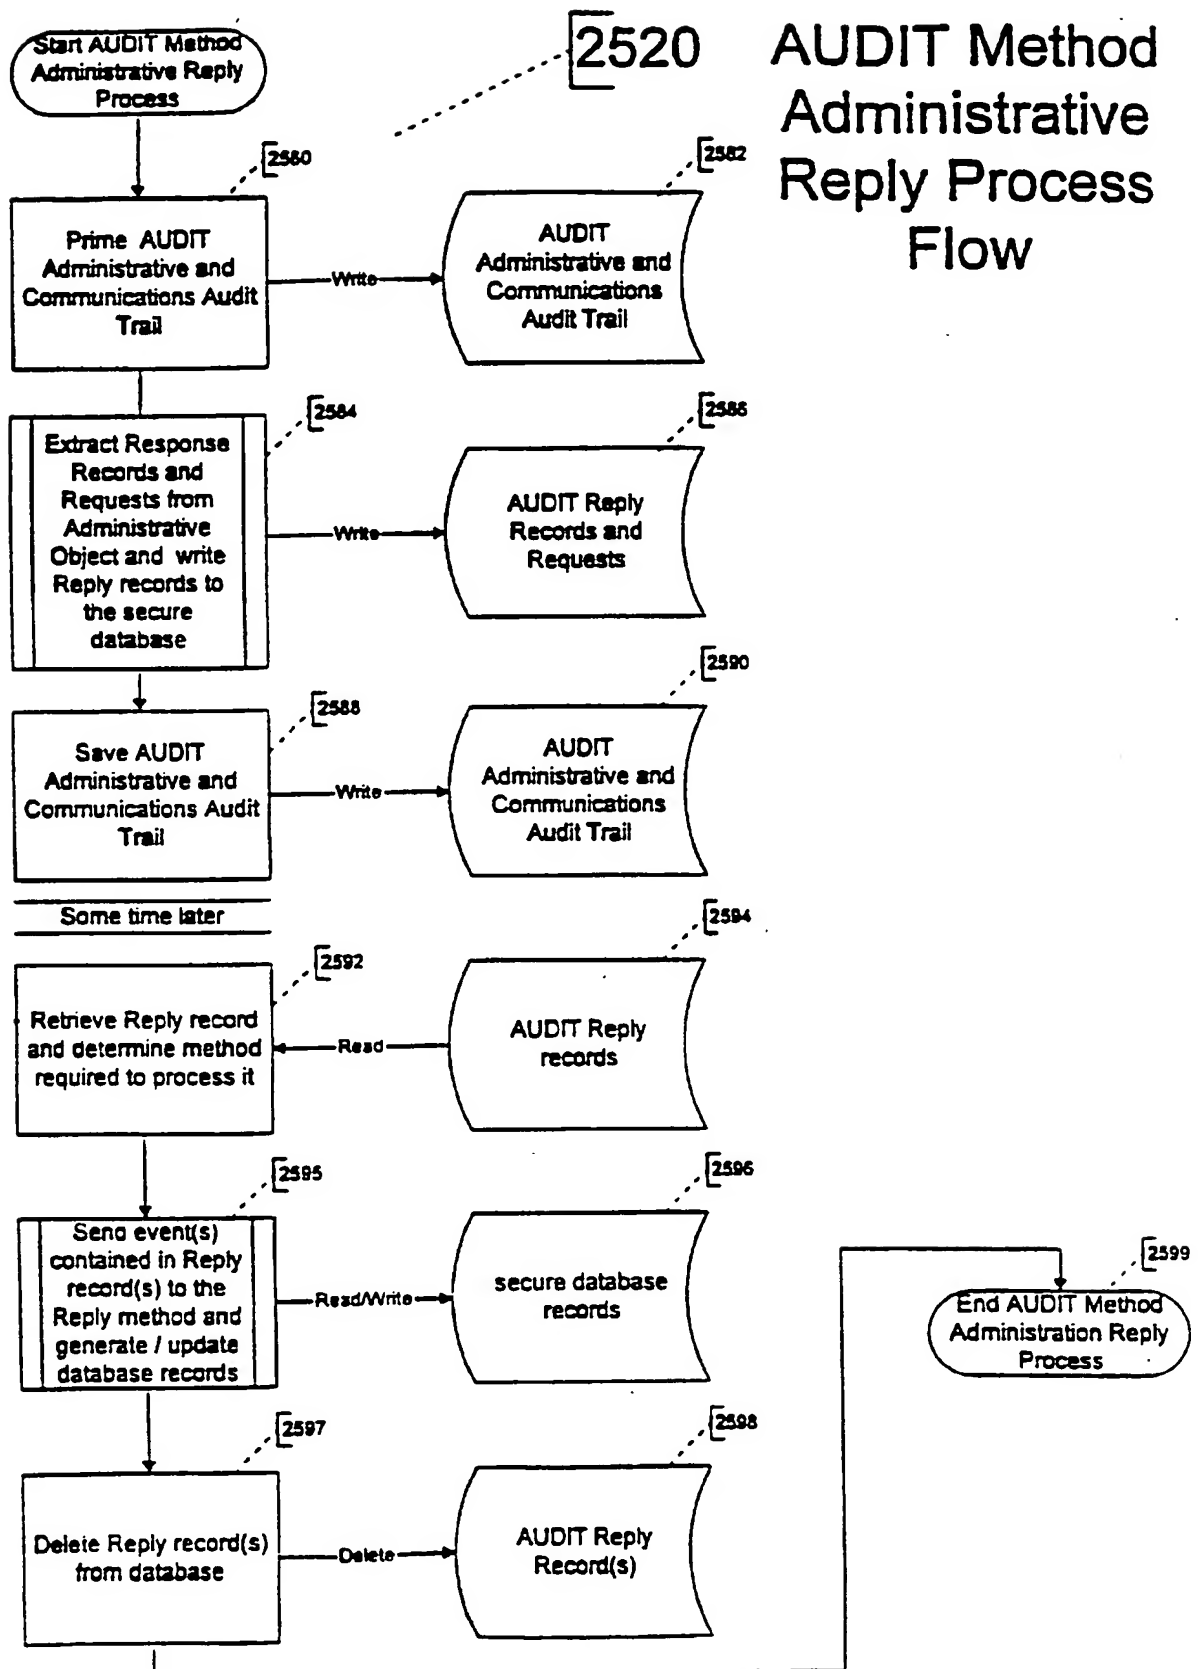 Start AUDIT Method
Administrative Reply
Process
2520
AUDIT Method
Administrative
Reply Process
Flow
2580
2582
Prime AUDIT
Administrative and
Communications Audit
Trail
Write
AUDIT
Administrative and
Communications
Audit Trail
2584
2586
Extract Response
Records and
Requests from
Administrative
Object and write
Reply records to
the secure
database
Write
AUDIT Reply
Records and
Requests
2588
2590
Save AUDIT
Administrative and
Communications Audit
Trail
Write
AUDIT
Administrative and
Communications
Audit Trail
Some time later
2592
2594
Retrieve Reply record
and determine method
required to process it
Read
AUDIT Reply
records
2595
2596
Send event(s)
contained in Reply
record(s) to the
Reply method and
generate / update
database records
Read/Write
secure database
records
2599
End AUDIT Method
Administration Reply
Process
2597
2598
Delete Reply record(s)
from database
Delete
AUDIT Reply
Record(s)